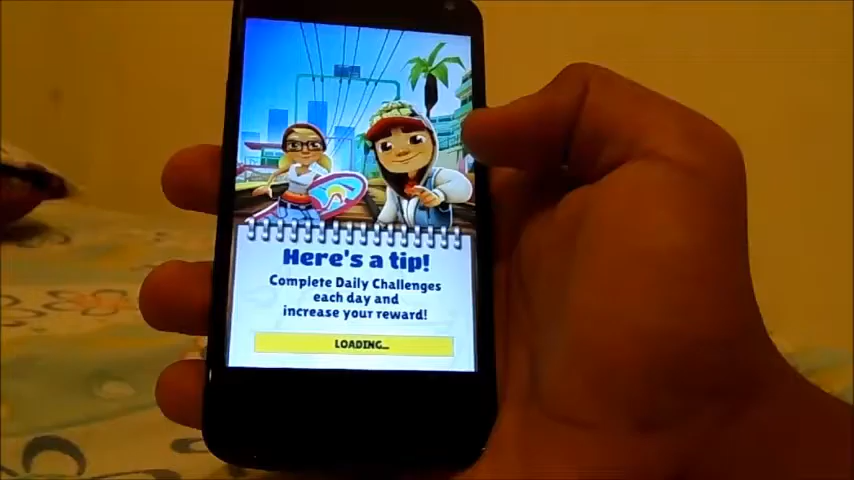 Here's a tip!
Complete Daily Challenges
each day and
increase your reward!
LOADING...